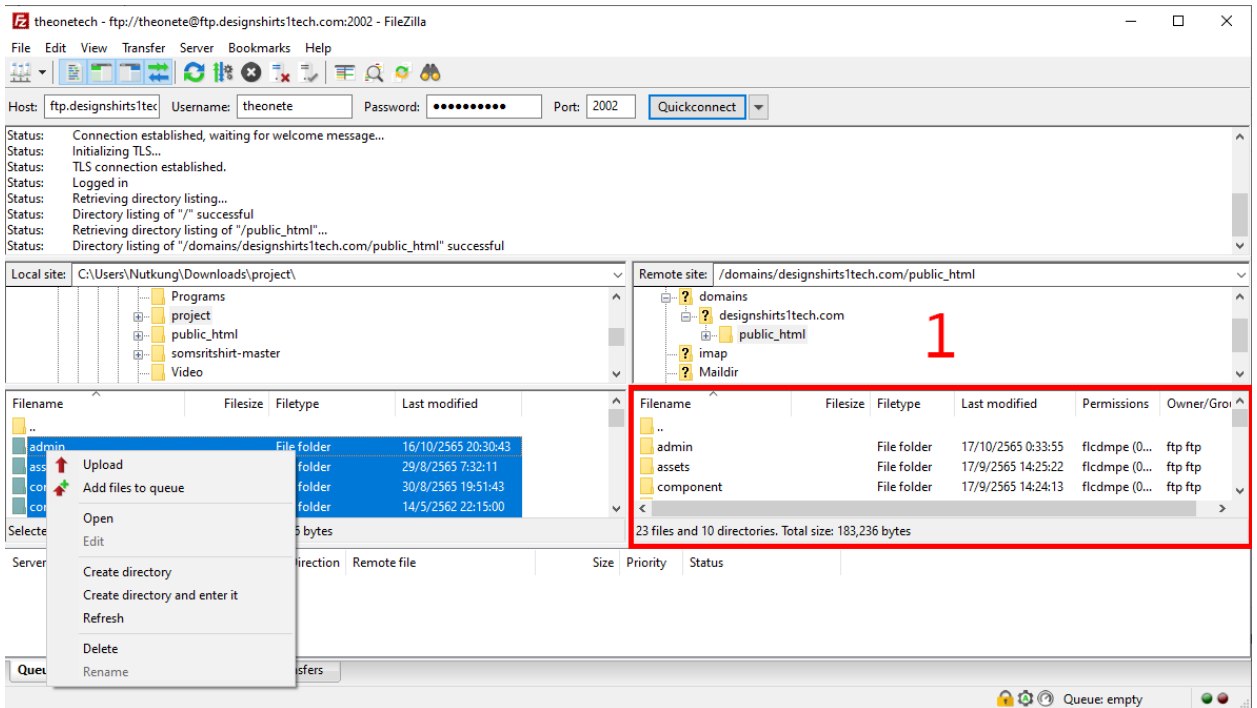 theonetech - ftp://theonete@ftp.designshirts1tech.com:2002 - FileZilla
File Edit View Transfer Server Bookmarks Help
Host: ftp.designshirts1tec Username: theonete Password: ●●●●●●●●●● Port: 2002 Quickconnect
Status: Connection established, waiting for welcome message...
Status: Initializing TLS...
Status: TLS connection established.
Status: Logged in
Status: Retrieving directory listing...
Status: Directory listing of "/" successful
Status: Retrieving directory listing of "/public_html"...
Status: Directory listing of "/domains/designshirts1tech.com/public_html" successful
Local site: C:\Users\Nutkung\Downloads\project\
Programs
project
public_html
somsritshirt-master
Video
Remote site: /domains/designshirts1tech.com/public_html
? domains
? designshirts1tech.com
public_html
? imap
? Maildir
1
Filename Filesize Filetype Last modified
..
admin File folder 16/10/2565 20:30:43
ass folder 29/8/2565 7:32:11
co folder 30/8/2565 19:51:43
co folder 14/5/2562 22:15:00
Selecte 6 bytes
Filename Filesize Filetype Last modified Permissions Owner/Grou
..
admin File folder 17/10/2565 0:33:55 flcdmpe (0... ftp ftp
assets File folder 17/9/2565 14:25:22 flcdmpe (0... ftp ftp
component File folder 17/9/2565 14:24:13 flcdmpe (0... ftp ftp
23 files and 10 directories. Total size: 183,236 bytes
Upload
Add files to queue
Open
Edit
Create directory
Create directory and enter it
Refresh
Delete
Rename
Server Direction Remote file Size Priority Status
Queu nsfers
Queue: empty